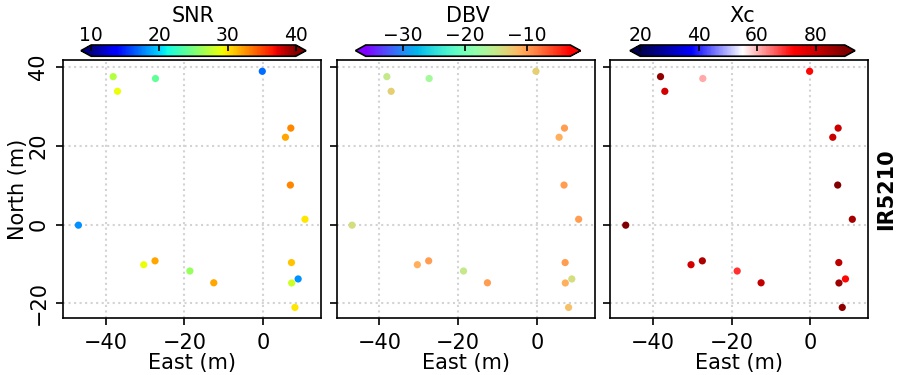 SNR DBV Xc
10 20 30 40 −30 −20 −10 20 40 60 80
40
20
0
−20
North (m)
IR5210
−40 −20 0 −40 −20 0 −40 −20 0
East (m) East (m) East (m)